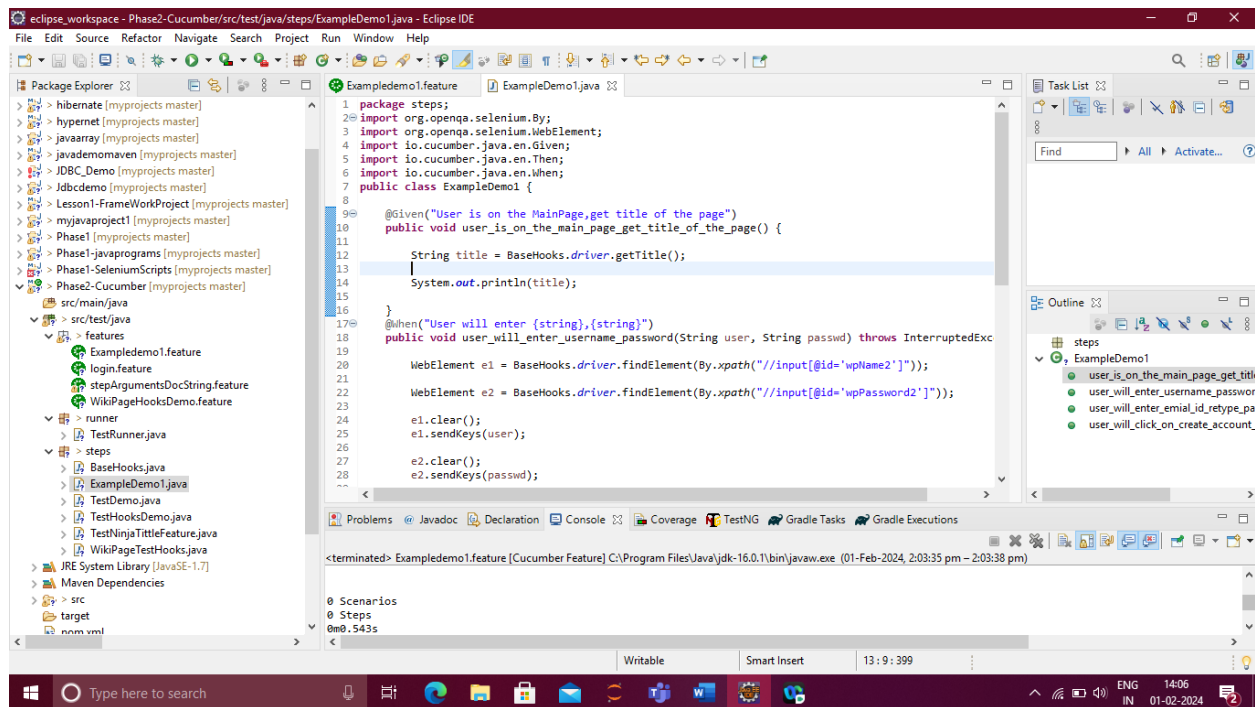 eclipse_workspace - Phase2-Cucumber/src/test/java/steps/ExampleDemo1.java - Eclipse IDE
File Edit Source Refactor Navigate Search Project Run Window Help
Package Explorer
> hibernate [myprojects master]
> hypernet [myprojects master]
> javaarray [myprojects master]
> javademomaven [myprojects master]
> JDBC_Demo [myprojects master]
> Jdbcdemo [myprojects master]
> Lesson1-FrameWorkProject [myprojects master]
> myjavaproject1 [myprojects master]
> Phase1 [myprojects master]
> Phase1-javaprograms [myprojects master]
> Phase1-SeleniumScripts [myprojects master]
> Phase2-Cucumber [myprojects master]
src/main/java
> src/test/java
> features
Exampledemo1.feature
login.feature
stepArgumentsDocString.feature
WikiPageHooksDemo.feature
> runner
TestRunner.java
> steps
BaseHooks.java
ExampleDemo1.java
TestDemo.java
TestHooksDemo.java
TestNinjaTittleFeature.java
WikiPageTestHooks.java
JRE System Library [JavaSE-1.7]
Maven Dependencies
> src
target
pom.xml
Exampledemo1.feature ExampleDemo1.java
1 package steps;
2 import org.openqa.selenium.By;
3 import org.openqa.selenium.WebElement;
4 import io.cucumber.java.en.Given;
5 import io.cucumber.java.en.Then;
6 import io.cucumber.java.en.When;
7 public class ExampleDemo1 {
8
9 @Given("User is on the MainPage,get title of the page")
10 public void user_is_on_the_main_page_get_title_of_the_page() {
11
12 String title = BaseHooks.driver.getTitle();
13
14 System.out.println(title);
15
16 }
17 @When("User will enter {string},{string}")
18 public void user_will_enter_username_password(String user, String passwd) throws InterruptedExc
19
20 WebElement e1 = BaseHooks.driver.findElement(By.xpath("//input[@id='wpName2']"));
21
22 WebElement e2 = BaseHooks.driver.findElement(By.xpath("//input[@id='wpPassword2']"));
23
24 e1.clear();
25 e1.sendKeys(user);
26
27 e2.clear();
28 e2.sendKeys(passwd);
Task List
Find All Activate...
Outline
steps
ExampleDemo1
user_is_on_the_main_page_get_titl
user_will_enter_username_passwor
user_will_enter_emial_id_retype_pa
user_will_click_on_create_account_
Problems Javadoc Declaration Console Coverage TestNG Gradle Tasks Gradle Executions
<terminated> Exampledemo1.feature [Cucumber Feature] C:\Program Files\Java\jdk-16.0.1\bin\javaw.exe (01-Feb-2024, 2:03:35 pm – 2:03:38 pm)
0 Scenarios
0 Steps
0m0.543s
Writable Smart Insert 13 : 9 : 399
Type here to search
ENG 14:06
IN 01-02-2024
2